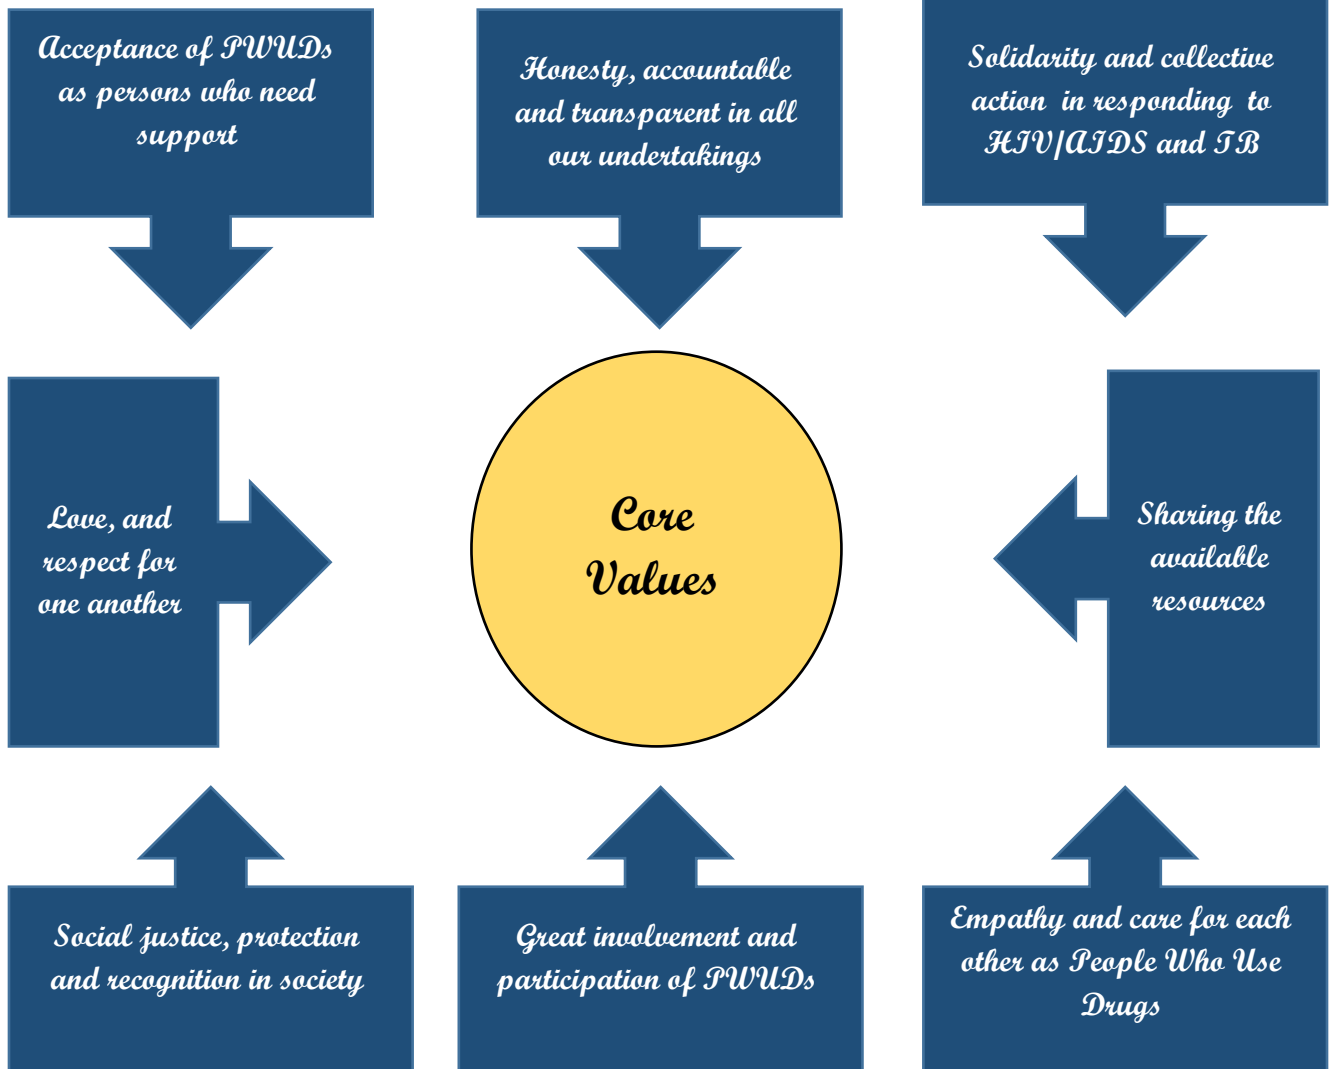 Acceptance of PWUDs
as persons who need
support
Honesty, accountable
and transparent in all
our undertakings
Solidarity and collective
action in responding to
HIV/AIDS and TB
Love, and
respect for
one another
Core
Values
Sharing the
available
resources
Social justice, protection
and recognition in society
Great involvement and
participation of PWUDs
Empathy and care for each
other as People Who Use
Drugs